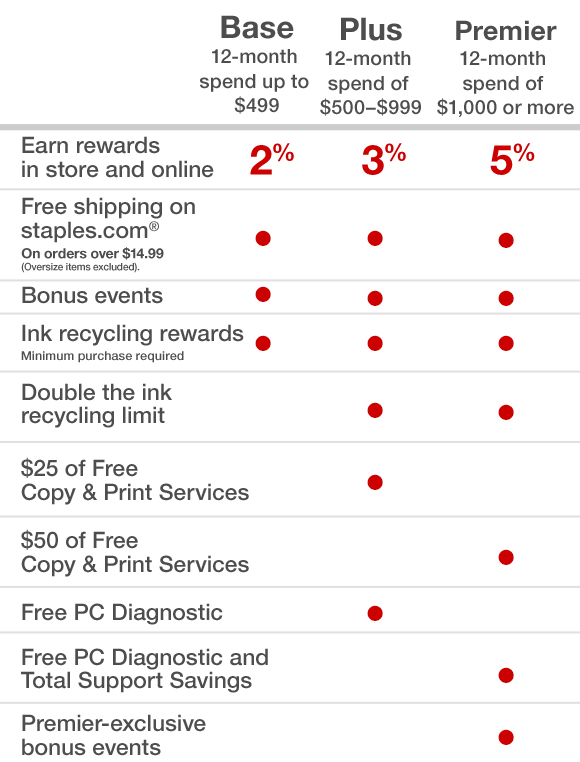 Base Plus Premier
12-month 12-month 12-month
spend up to spend of spend of
$499 $500–$999 $1,000 or more
Earn rewards
in store and online 2% 3% 5%
Free shipping on
staples.com®
On orders over $14.99
(Oversize items excluded).
Bonus events
Ink recycling rewards
Minimum purchase required
Double the ink
recycling limit
$25 of Free
Copy & Print Services
$50 of Free
Copy & Print Services
Free PC Diagnostic
Free PC Diagnostic and
Total Support Savings
Premier-exclusive
bonus events